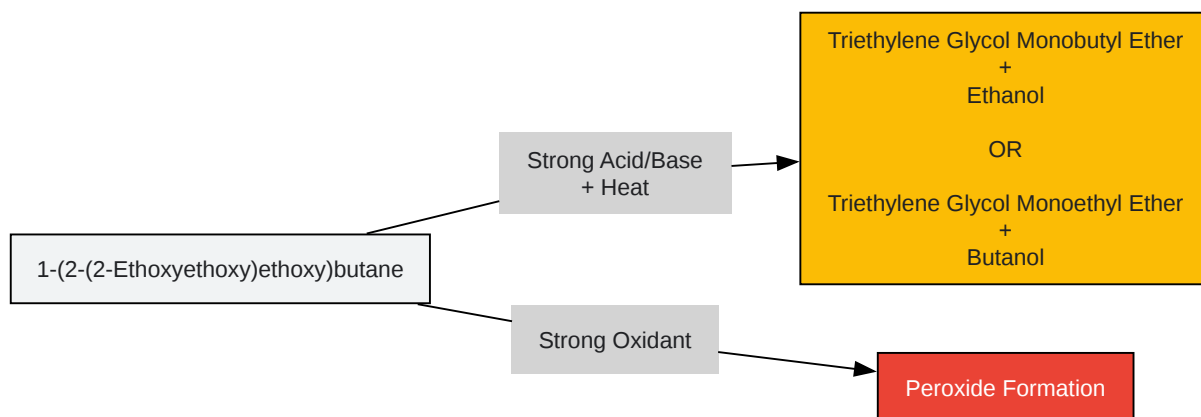 1-(2-(2-Ethoxyethoxy)ethoxy)butane
Strong Acid/Base
+ Heat
Triethylene Glycol Monobutyl Ether
+
Ethanol
OR
Triethylene Glycol Monoethyl Ether
+
Butanol
Strong Oxidant
Peroxide Formation